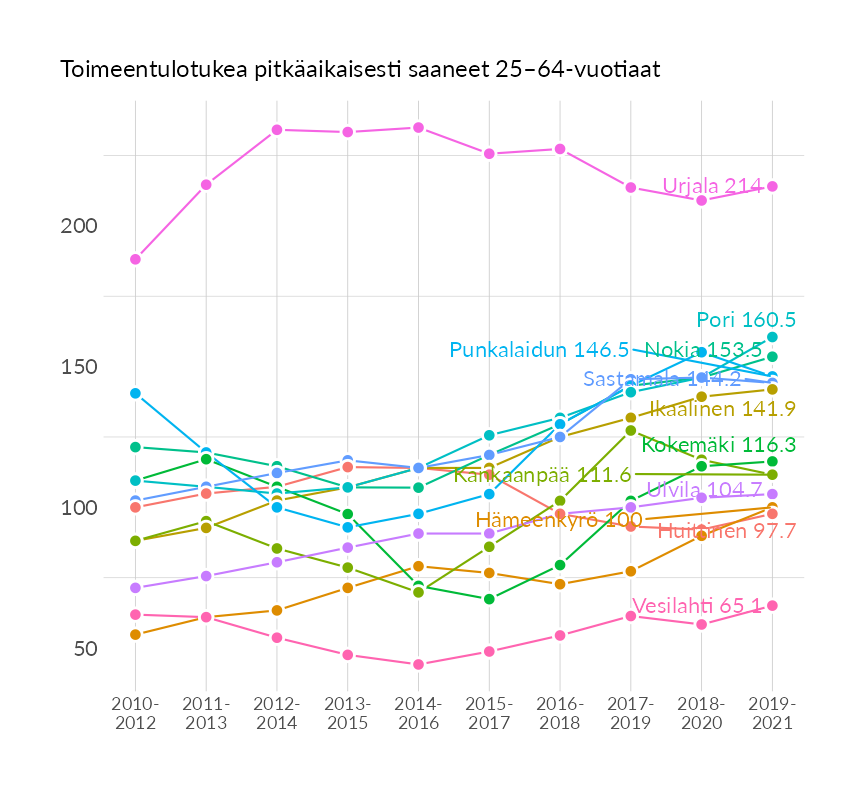 Toimeentulotukea pitkäaikaisesti saaneet 25–64-vuotiaat
Urjala 214
200
Pori 160.5
Punkalaidun 146.5
Nokia 153.5
150
Sastamala 144.2
Ikaalinen 141.9
Kokemäki 116.3
Kankaanpää 111.6
Ulvila 104.7
100
Hämeenkyrö 100
Huittinen 97.7
Vesilahti 65.1
50
2010-
2012
2011-
2013
2012-
2014
2013-
2015
2014-
2016
2015-
2017
2016-
2018
2017-
2019
2018-
2020
2019-
2021